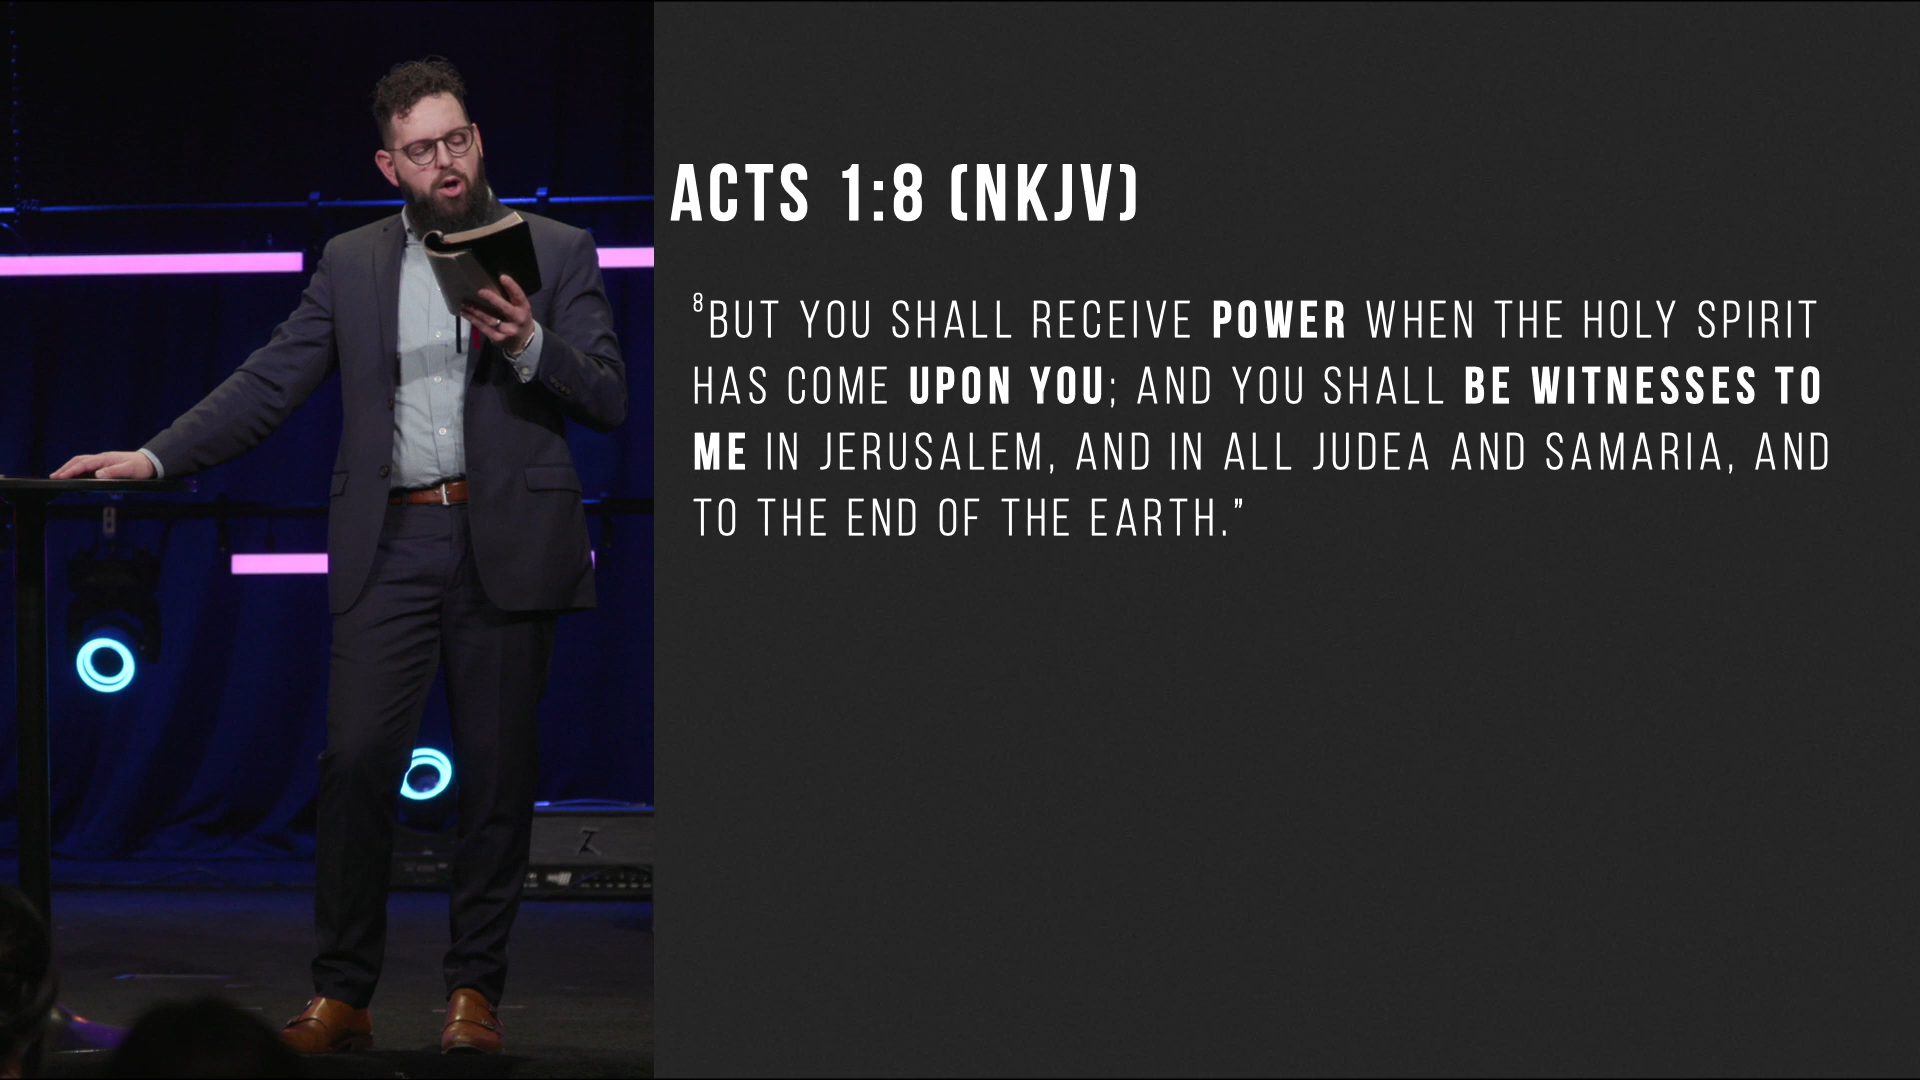 ACTS 1:8 (NKJV)
⁸BUT YOU SHALL RECEIVE POWER WHEN THE HOLY SPIRIT
HAS COME UPON YOU; AND YOU SHALL BE WITNESSES TO
ME IN JERUSALEM, AND IN ALL JUDEA AND SAMARIA, AND
TO THE END OF THE EARTH.”